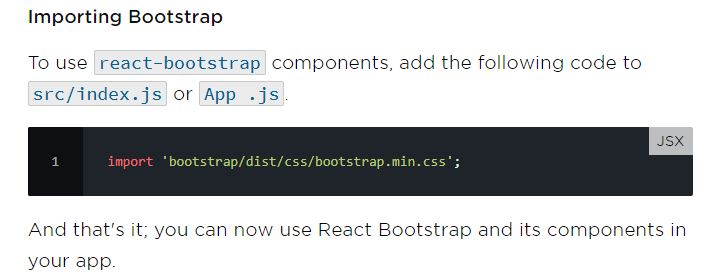 Importing Bootstrap
To use react-bootstrap components, add the following code to
src/index.js or App .js.
JSX
1 import 'bootstrap/dist/css/bootstrap.min.css';
And that's it; you can now use React Bootstrap and its components in
your app.